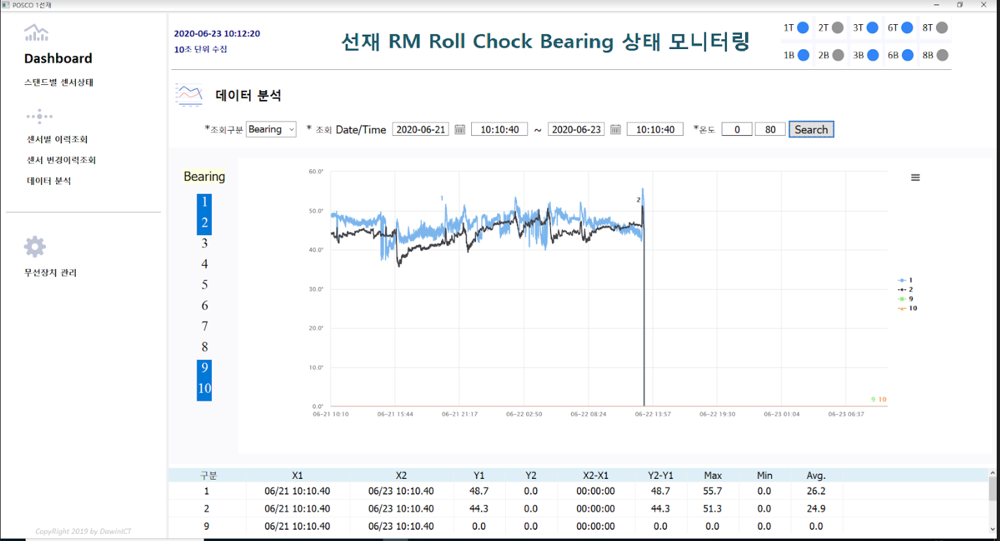 POSCO 1선재
Dashboard
스탠드별 센서상태
센서별 이력조회
센서 변경이력조회
데이터 분석
무선장치 관리
CopyRight 2019 by DawinICT
2020-06-23 10:12:20
10초 단위 수집
선재 RM Roll Chock Bearing 상태 모니터링
1T 2T 3T 6T 8T
1B 2B 3B 6B 8B
데이터 분석
*조회구분 Bearing * 조회 Date/Time 2020-06-21 10:10:40 ~ 2020-06-23 10:10:40 *온도 0 80 Search
Bearing
1
2
3
4
5
6
7
8
9
10
60.0°
50.0°
40.0°
30.0°
20.0°
10.0°
0.0°
1
2
9 10
06-21 10:10 06-21 15:44 06-21 21:17 06-22 02:50 06-22 08:24 06-22 13:57 06-22 19:30 06-23 01:04 06-23 06:37
1
2
9
10
구분 X1 X2 Y1 Y2 X2-X1 Y2-Y1 Max Min Avg.
1 06/21 10:10.40 06/23 10:10.40 48.7 0.0 00:00:00 48.7 55.7 0.0 26.2
2 06/21 10:10.40 06/23 10:10.40 44.3 0.0 00:00:00 44.3 51.3 0.0 24.9
9 06/21 10:10.40 06/23 10:10.40 0.0 0.0 00:00:00 0.0 0.0 0.0 0.0